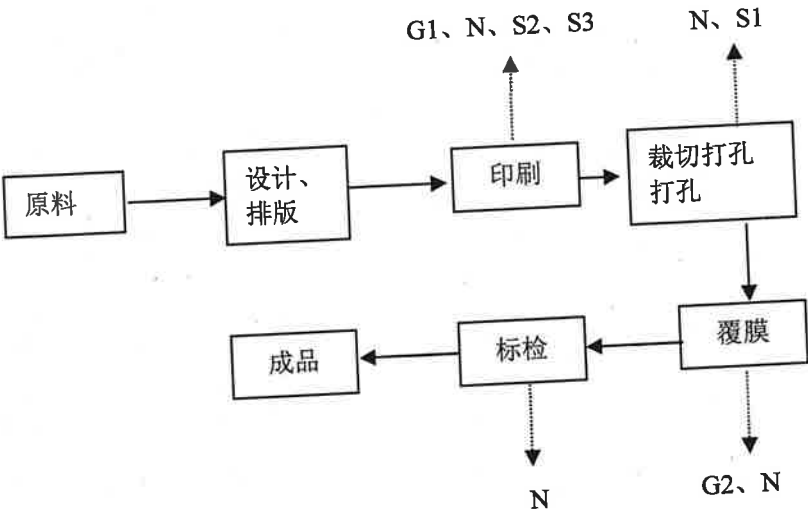 G1、N、S2、S3
N、S1
原料
设计、
排版
印刷
裁切打孔
打孔
成品
标检
覆膜
N
G2、N